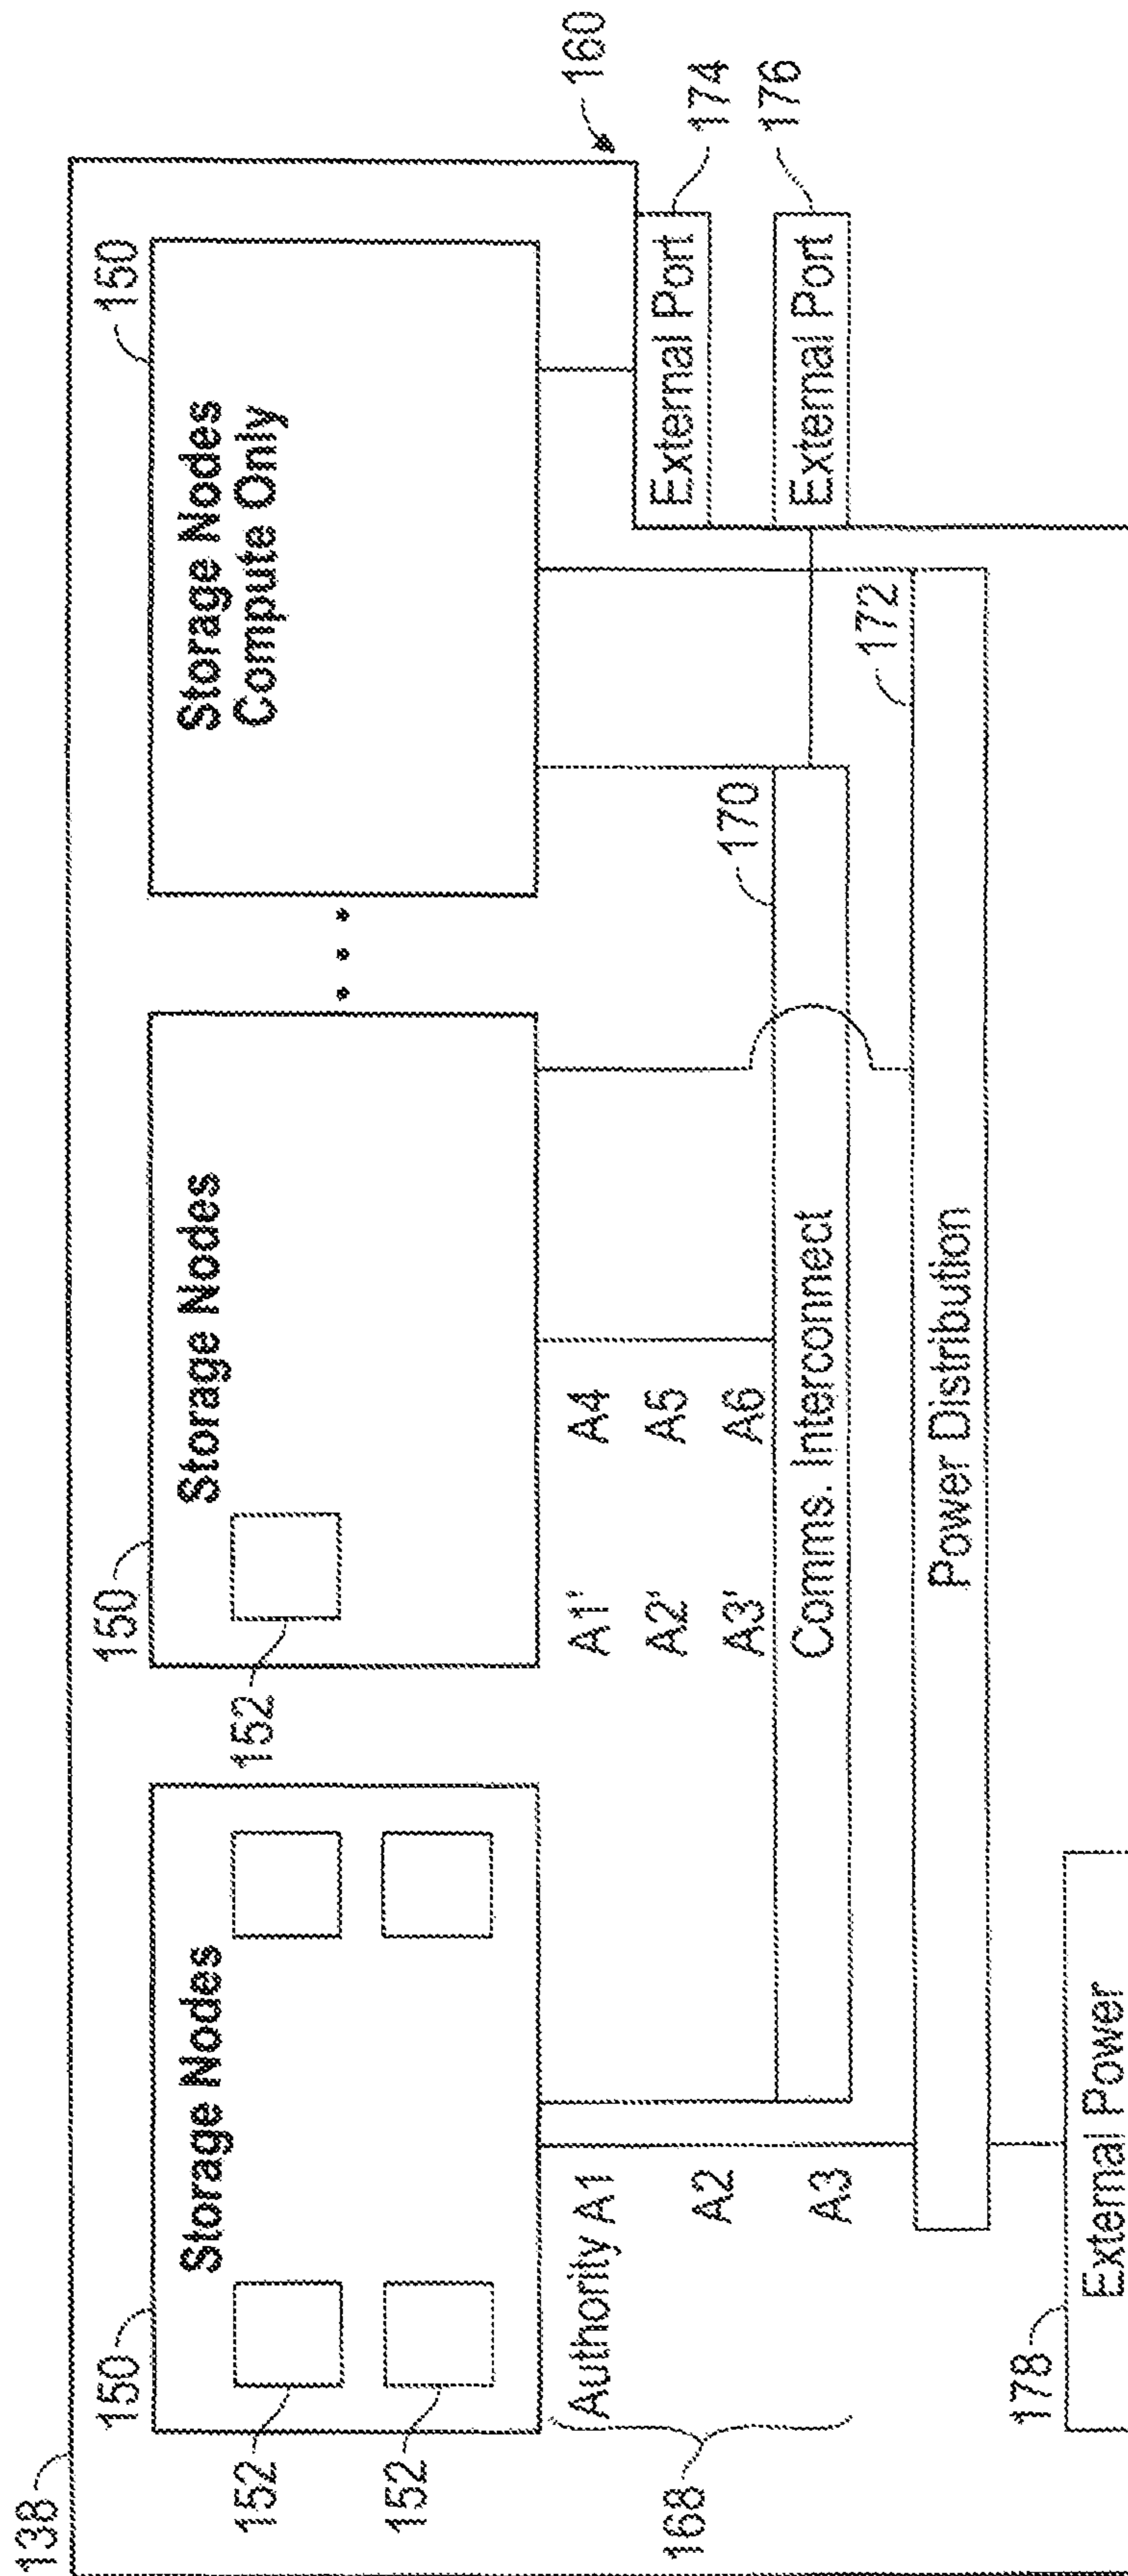 138
160
150
150
150
Storage Nodes
Storage Nodes
Storage Nodes
Compute Only
152
152
152
168
Authority A1
A2
A3
A1'
A4
A2'
A5
A3'
A6
170
172
Comms. Interconnect
Power Distribution
External Port
174
External Port
176
178
External Power